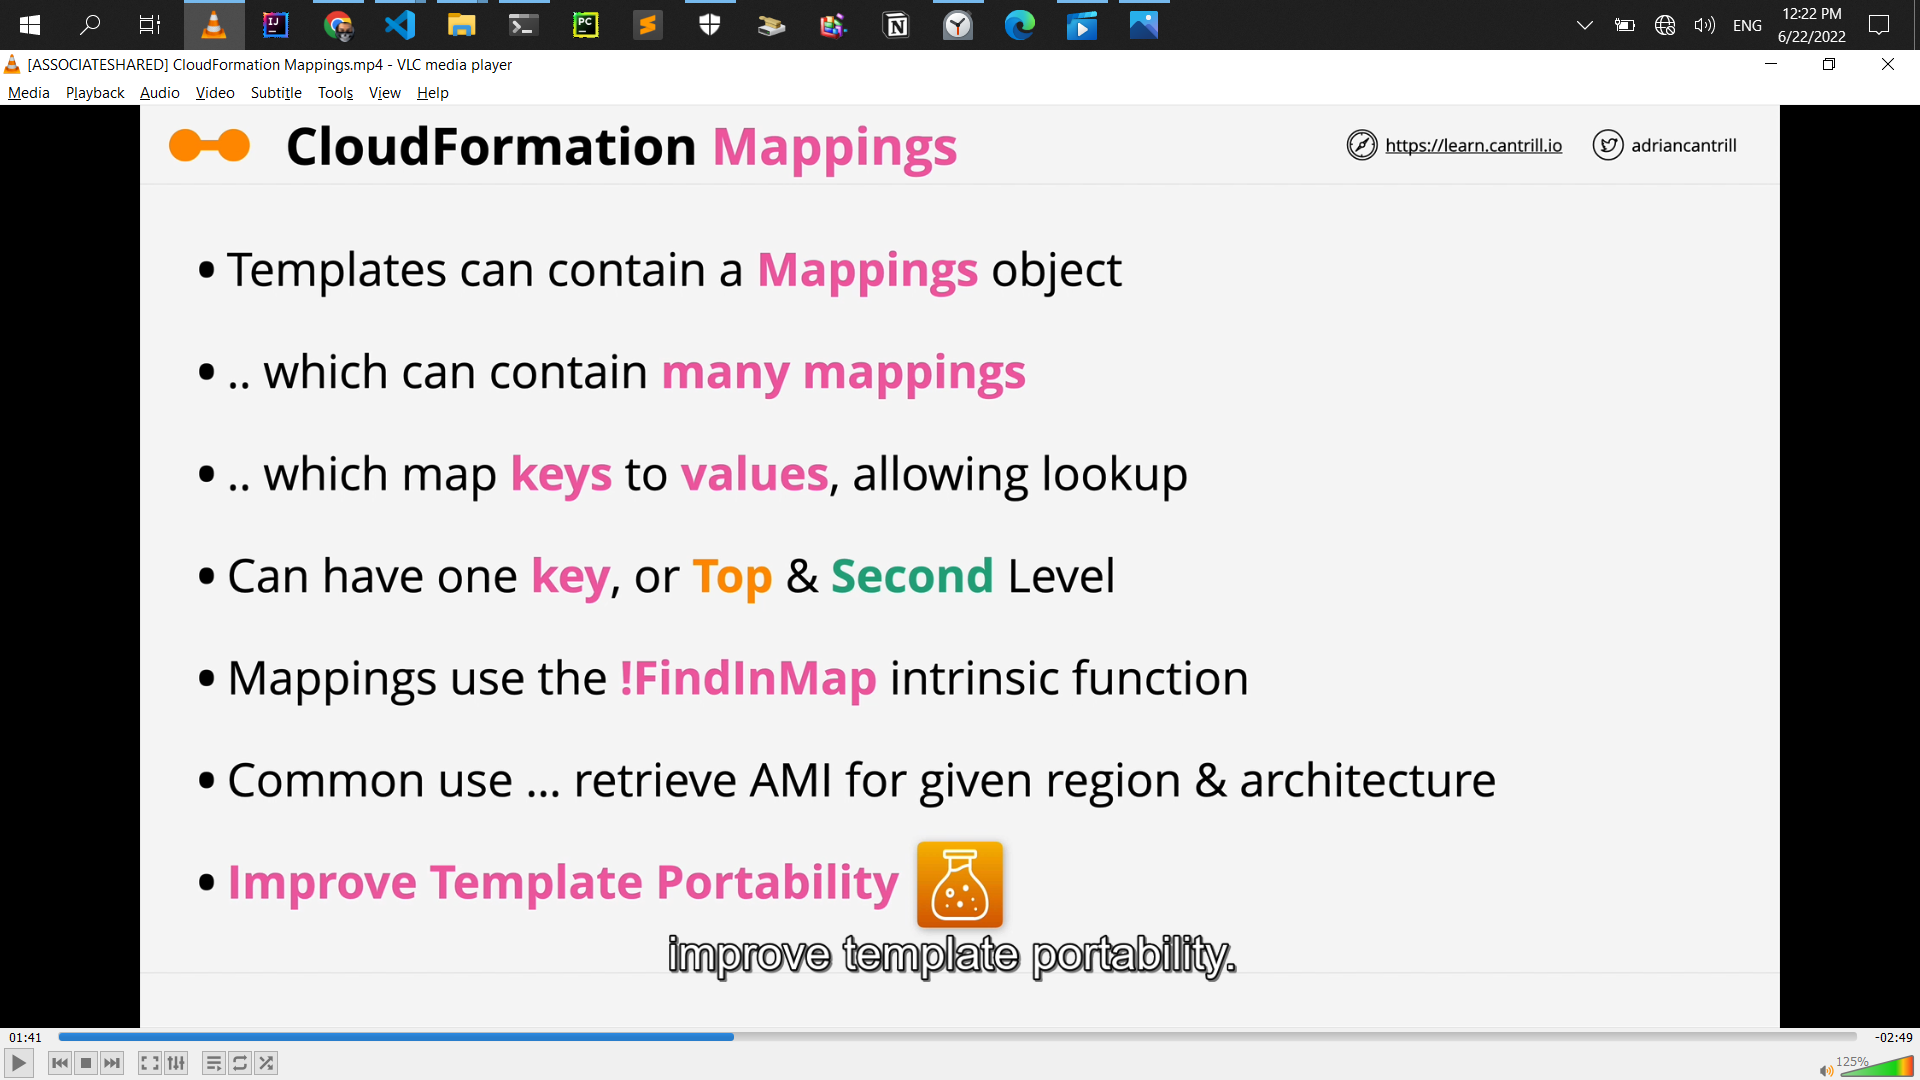 ENG
12:22 PM
6/22/2022
[ASSOCIATESHARED] CloudFormation Mappings.mp4 - VLC media player
Media Playback Audio Video Subtitle Tools View Help
CloudFormation Mappings
https://learn.cantrill.io
adriancantrill
• Templates can contain a Mappings object
• .. which can contain many mappings
• .. which map keys to values, allowing lookup
• Can have one key, or Top & Second Level
• Mappings use the !FindInMap intrinsic function
• Common use ... retrieve AMI for given region & architecture
• Improve Template Portability
improve template portability.
01:41
-02:49
125%